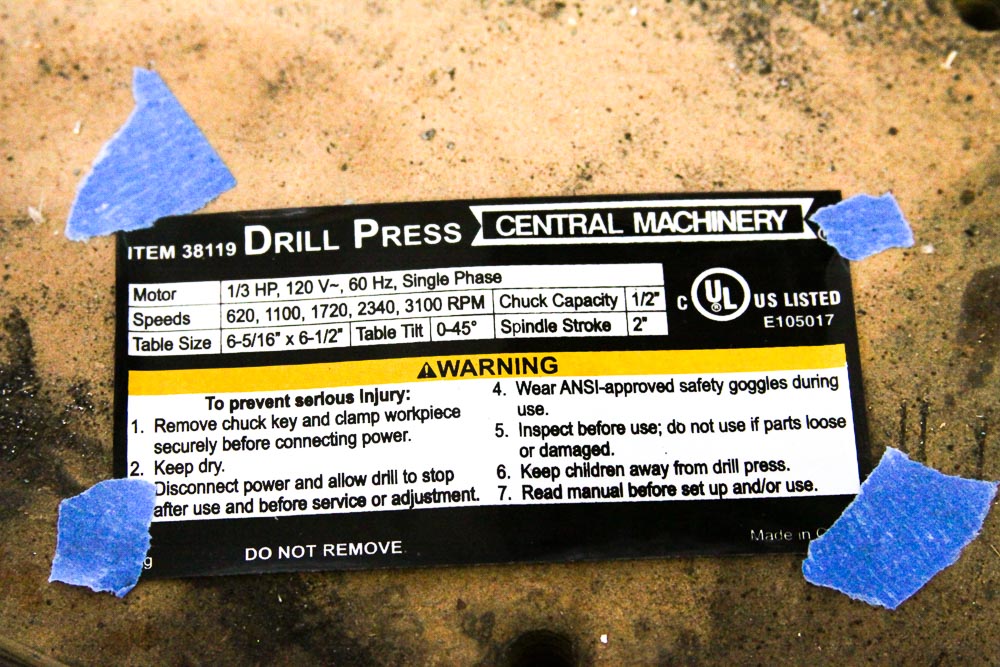 ITEM 38119 DRILL PRESS CENTRAL MACHINERY
Motor 1/3 HP, 120 V~, 60 Hz, Single Phase
Speeds 620, 1100, 1720, 2340, 3100 RPM Chuck Capacity 1/2"
Table Size 6-5/16" x 6-1/2" Table Tilt 0-45° Spindle Stroke 2"
C UL ® US LISTED
E105017
⚠WARNING
To prevent serious Injury:
1. Remove chuck key and clamp workpiece
securely before connecting power.
2. Keep dry.
Disconnect power and allow drill to stop
after use and before service or adjustment.
4. Wear ANSI-approved safety goggles during
use.
5. Inspect before use; do not use if parts loose
or damaged.
6. Keep children away from drill press.
7. Read manual before set up and/or use.
DO NOT REMOVE
Made in